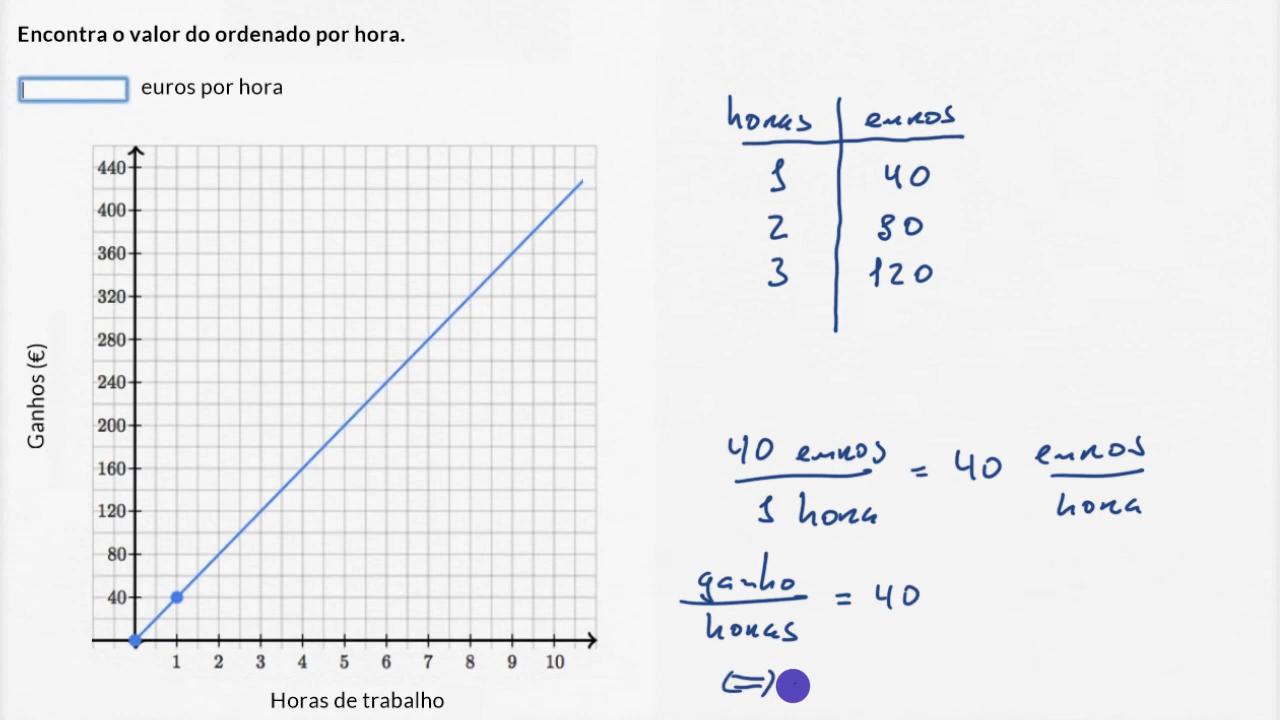 Encontra o valor do ordenado por hora.
euros por hora
440
400
360
320
280
240
200
160
120
80
40
1 2 3 4 5 6 7 8 9 10
Ganhos (€)
Horas de trabalho
horas euros
1 40
2 80
3 120
40 euros / 1 hora = 40 euros / hora
ganho / horas = 40
⇔